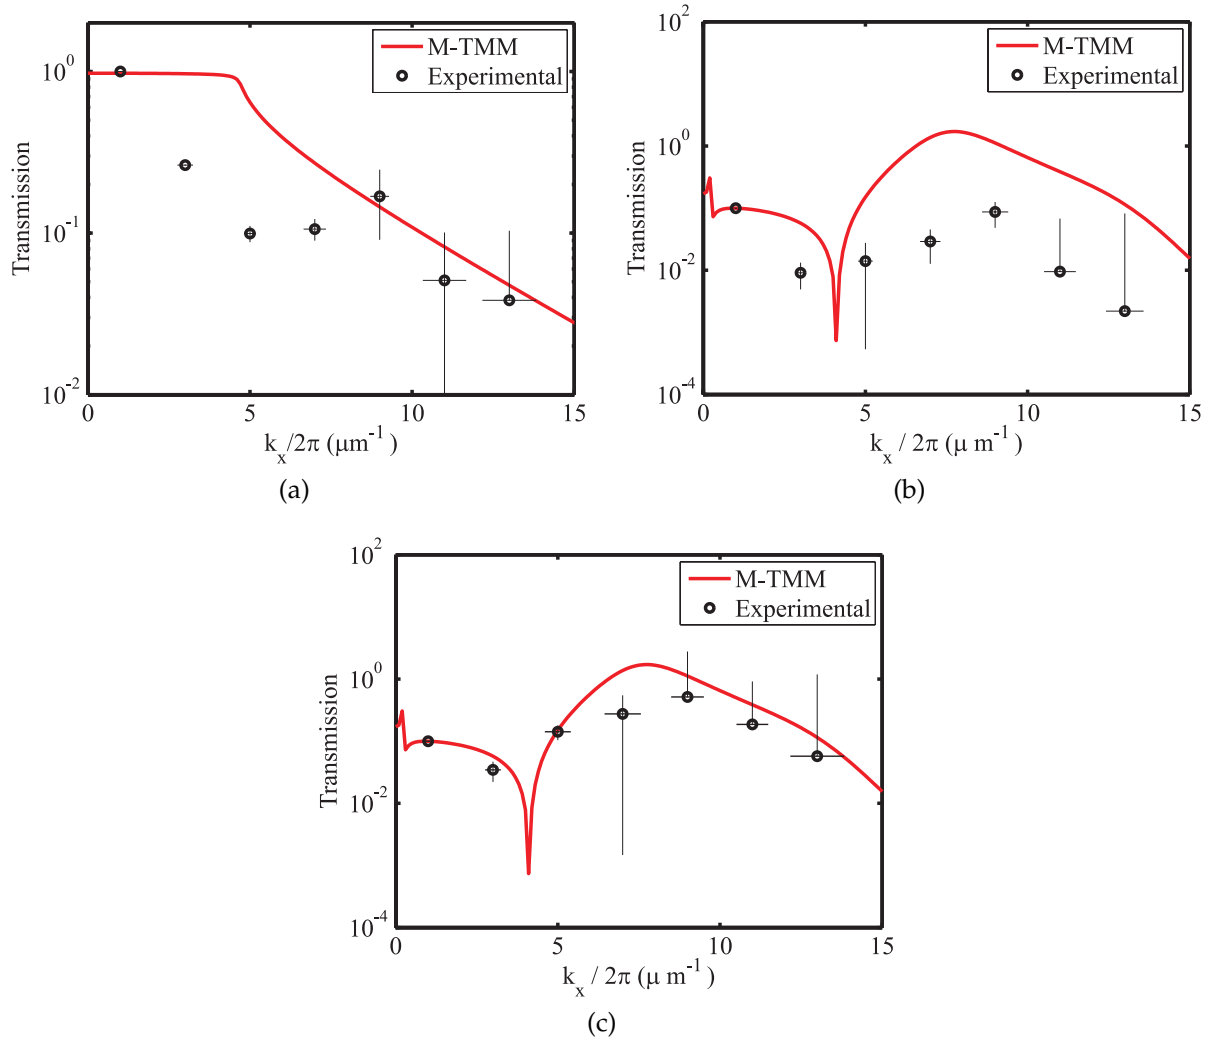 M-TMM
Experimental
10^0
10^-1
10^-2
Transmission
0 5 10 15
k_x/2π (μm^-1)
(a)
M-TMM
Experimental
10^2
10^0
10^-2
10^-4
Transmission
0 5 10 15
k_x / 2π (μ m^-1)
(b)
M-TMM
Experimental
10^2
10^0
10^-2
10^-4
Transmission
0 5 10 15
k_x / 2π (μ m^-1)
(c)